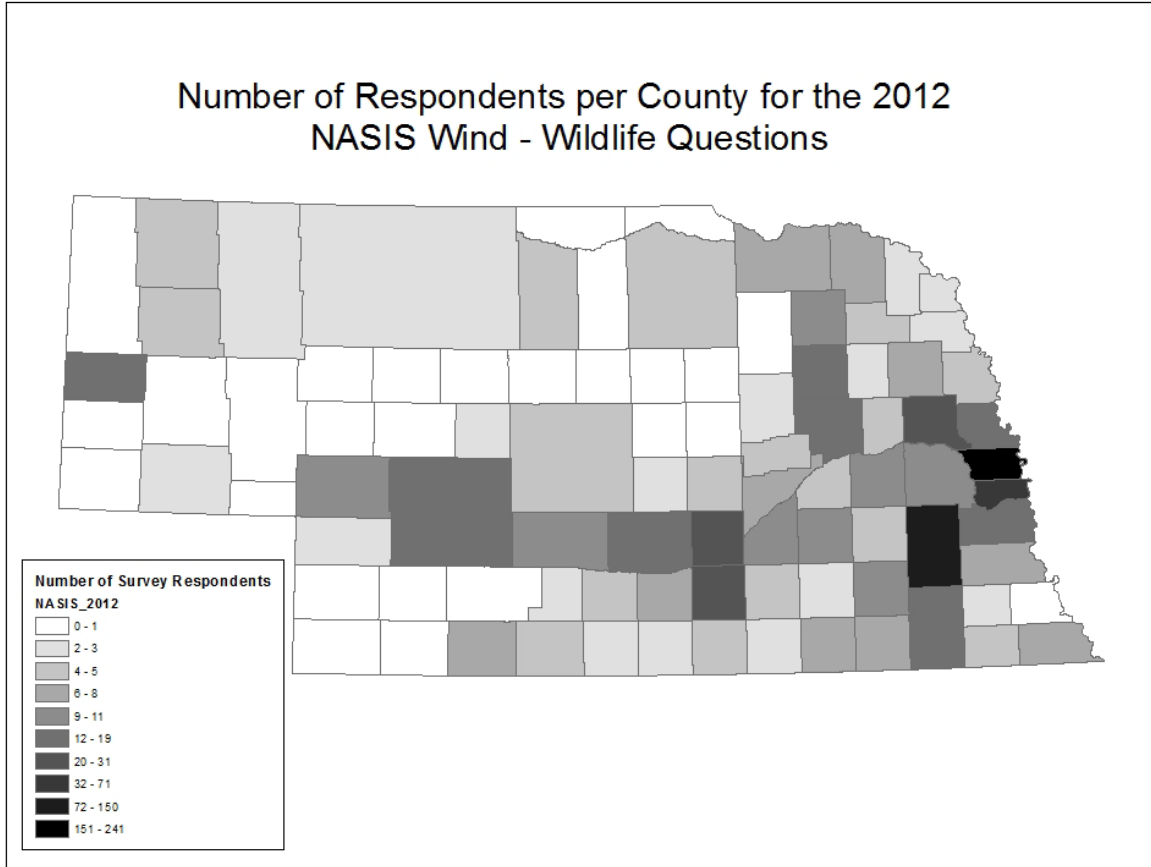 Number of Respondents per County for the 2012
NASIS Wind - Wildlife Questions
Number of Survey Respondents
NASIS_2012
0 - 1
2 - 3
4 - 5
6 - 8
9 - 11
12 - 19
20 - 31
32 - 71
72 - 150
151 - 241